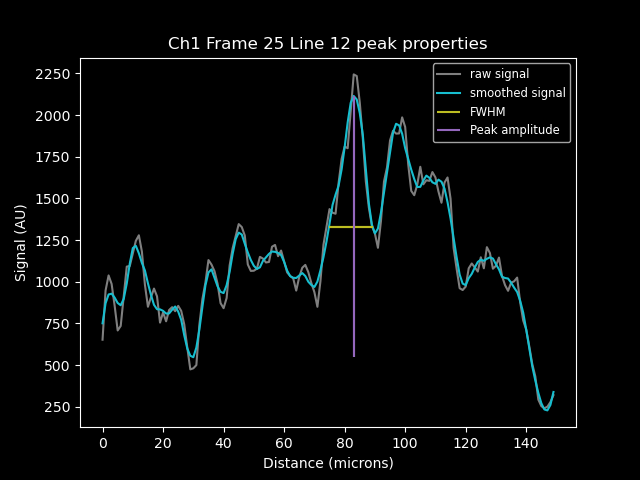 Ch1 Frame 25 Line 12 peak properties
raw signal
smoothed signal
FWHM
Peak amplitude
Signal (AU)
2250
2000
1750
1500
1250
1000
750
500
250
0 20 40 60 80 100 120 140
Distance (microns)